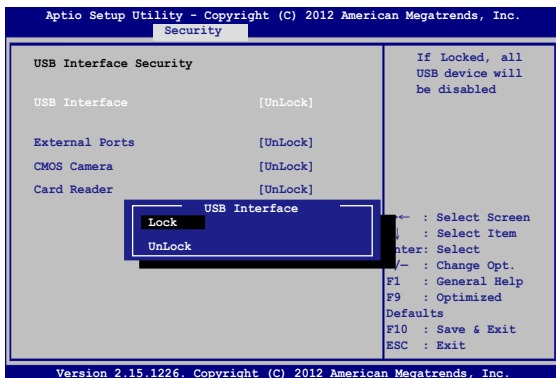 Aptio Setup Utility - Copyright (C) 2012 American Megatrends, Inc.
Security
USB Interface Security
USB Interface [UnLock]
External Ports [UnLock]
CMOS Camera [UnLock]
Card Reader [UnLock]
USB Interface
Lock
UnLock
If Locked, all
USB device will
be disabled
← : Select Screen
: Select Item
nter: Select
/— : Change Opt.
F1 : General Help
F9 : Optimized
Defaults
F10 : Save & Exit
ESC : Exit
Version 2.15.1226. Copyright (C) 2012 American Megatrends, Inc.